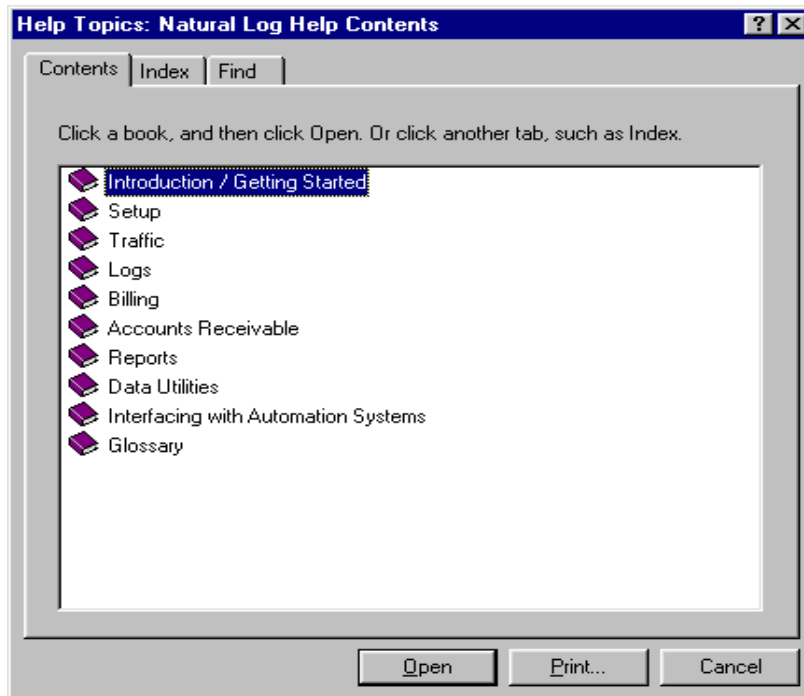 Help Topics: Natural Log Help Contents
Contents Index Find
Click a book, and then click Open. Or click another tab, such as Index.
Introduction / Getting Started
Setup
Traffic
Logs
Billing
Accounts Receivable
Reports
Data Utilities
Interfacing with Automation Systems
Glossary
Open Print... Cancel